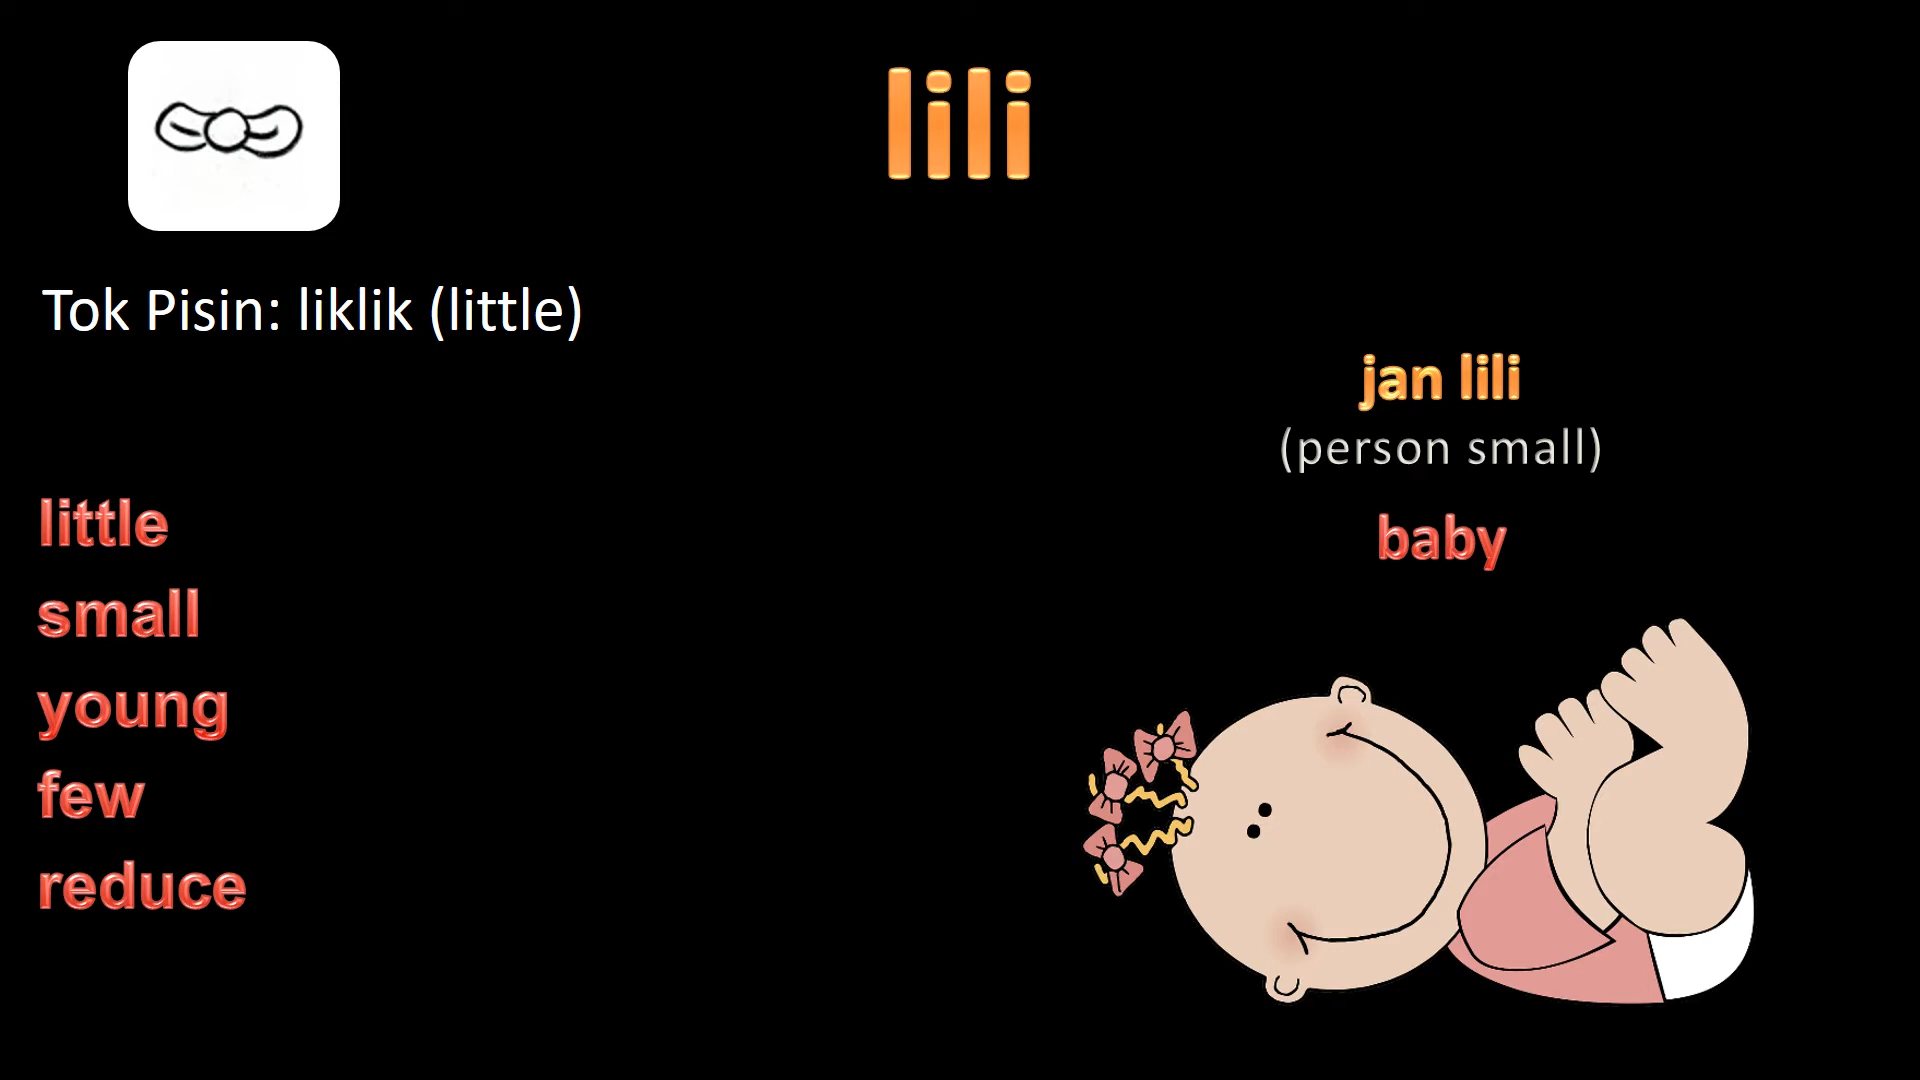 lili
Tok Pisin: liklik (little)
little
small
young
few
reduce
jan lili
(person small)
baby